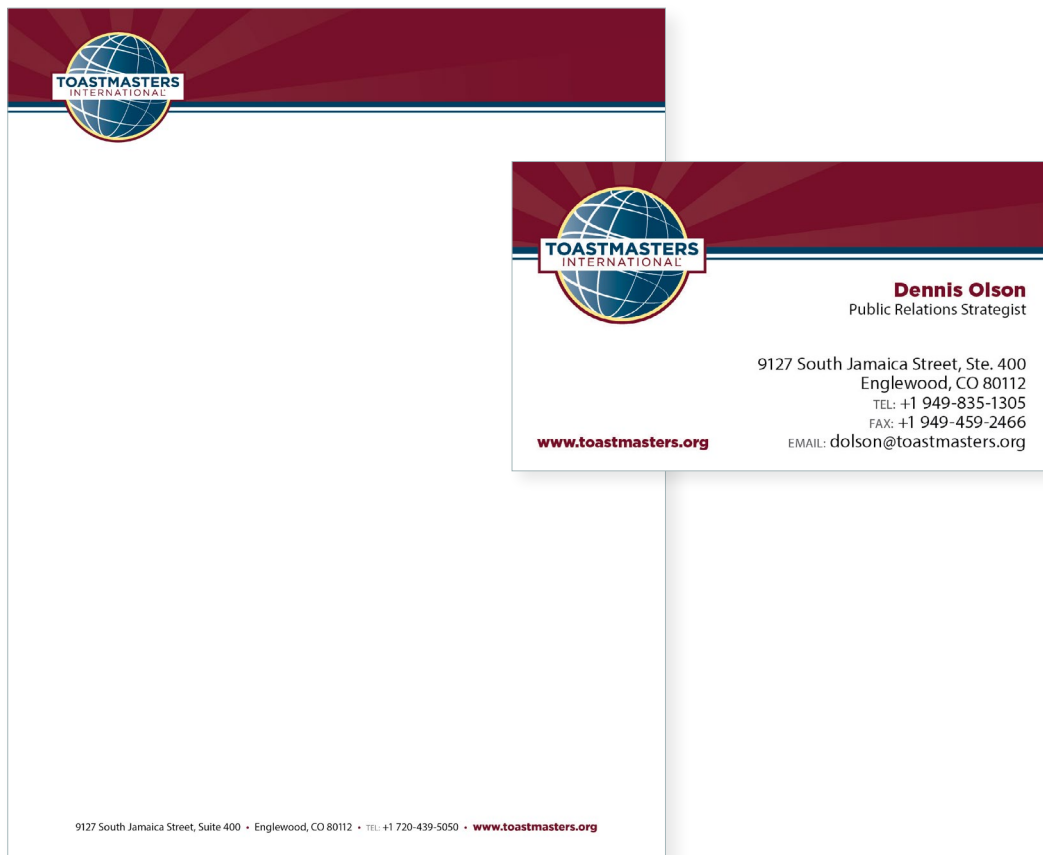 TOASTMASTERS
INTERNATIONAL®
TOASTMASTERS
INTERNATIONAL®
Dennis Olson
Public Relations Strategist
9127 South Jamaica Street, Ste. 400
Englewood, CO 80112
TEL: +1 949-835-1305
FAX: +1 949-459-2466
www.toastmasters.org
EMAIL: dolson@toastmasters.org
9127 South Jamaica Street, Suite 400 • Englewood, CO 80112 • TEL: +1 720-439-5050 • www.toastmasters.org